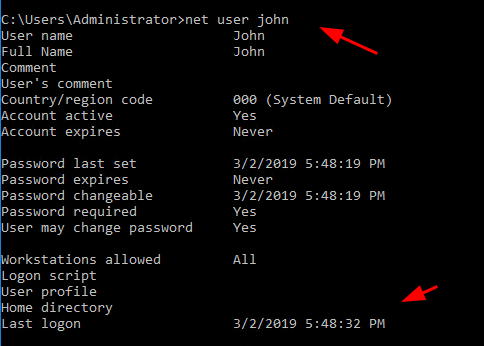 C:\Users\Administrator>net user john
User name                    John
Full Name                    John
Comment
User's comment
Country/region code          000 (System Default)
Account active               Yes
Account expires              Never
Password last set            3/2/2019 5:48:19 PM
Password expires             Never
Password changeable          3/2/2019 5:48:19 PM
Password required            Yes
User may change password     Yes
Workstations allowed         All
Logon script
User profile
Home directory
Last logon                   3/2/2019 5:48:32 PM